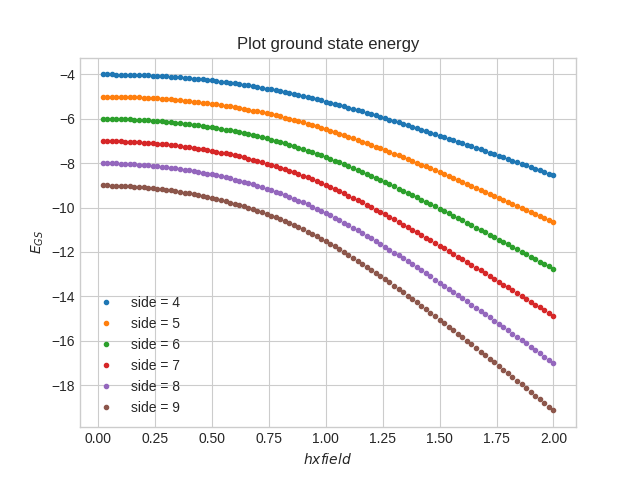 Plot ground state energy
−4
−6
−8
−10
−12
−14
−16
−18
E_GS
side = 4
side = 5
side = 6
side = 7
side = 8
side = 9
0.00 0.25 0.50 0.75 1.00 1.25 1.50 1.75 2.00
hxfield